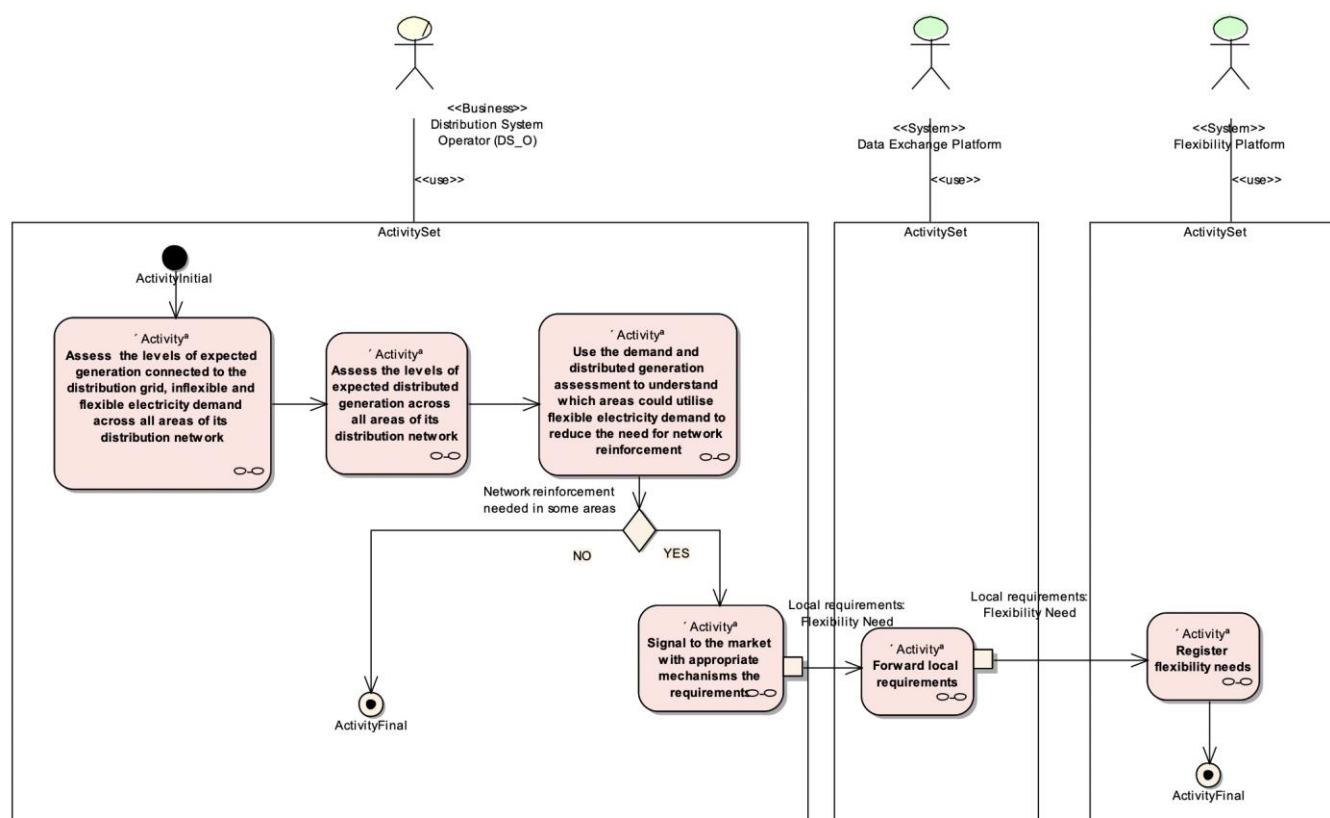 <<Business>>
Distribution System
Operator (DS_O)
<<use>>
<<System>>
Data Exchange Platform
<<use>>
<<System>>
Flexibility Platform
<<use>>
ActivitySet
ActivitySet
ActivitySet
ActivityInitial
´ Activityª
Assess the levels of expected
generation connected to the
distribution grid, inflexible and
flexible electricity demand
across all areas of its
distribution network
´ Activityª
Assess the levels of
expected distributed
generation across
all areas of its
distribution network
´ Activityª
Use the demand and
distributed generation
assessment to understand
which areas could utilise
flexible electricity demand to
reduce the need for network
reinforcement
Network reinforcement
needed in some areas
NO
YES
´ Activityª
Signal to the market
with appropriate
mechanisms the
requirements
Local requirements:
Flexibility Need
´ Activityª
Forward local
requirements
Local requirements:
Flexibility Need
´ Activityª
Register
flexibility needs
ActivityFinal
ActivityFinal